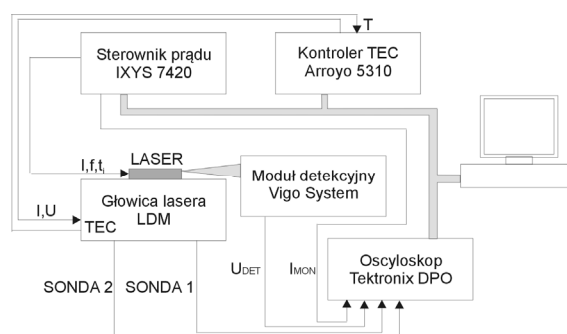 T
Sterownik prądu
IXYS 7420
Kontroler TEC
Arroyo 5310
I,f,tᵢ
LASER
Moduł detekcyjny
Vigo System
Głowica lasera
LDM
I,U
TEC
UDET
IMON
Oscyloskop
Tektronix DPO
SONDA 2
SONDA 1